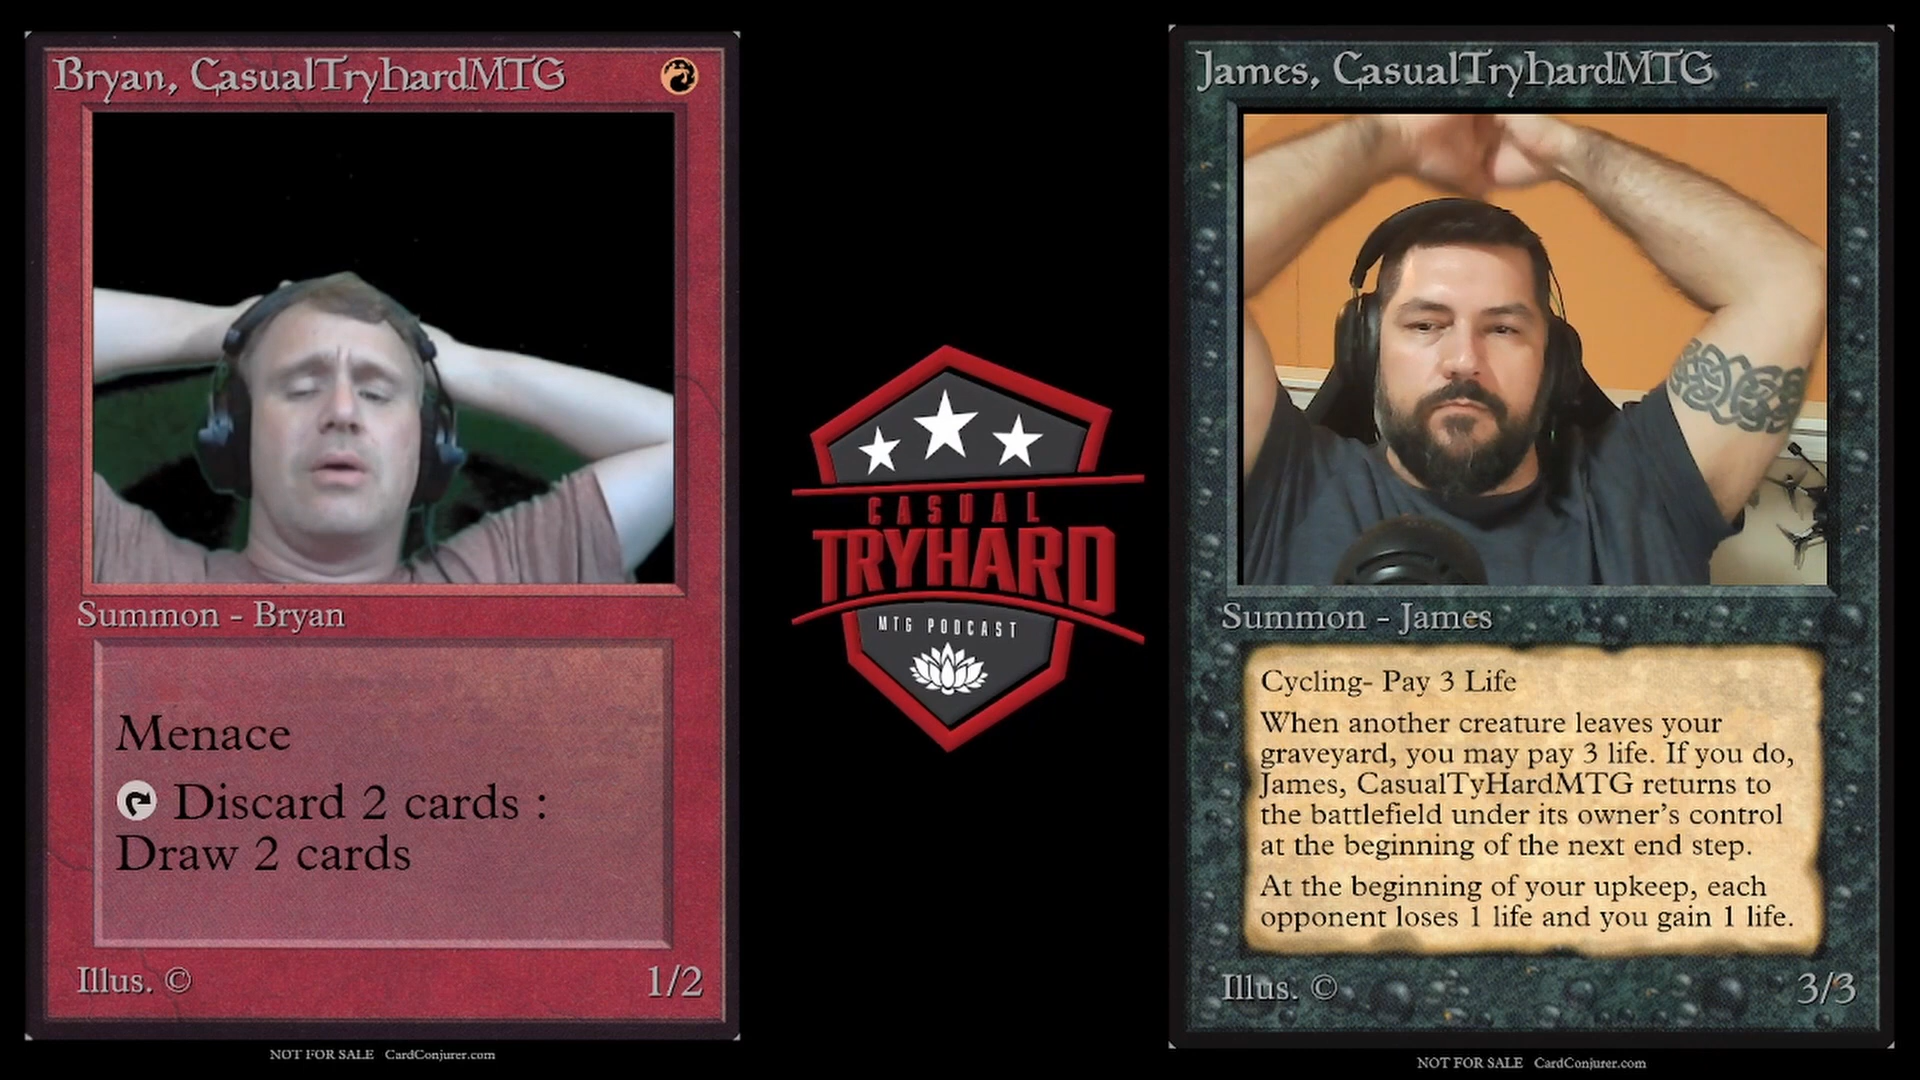 Bryan, CasualTryhardMTG
Summon - Bryan
Menace
Discard 2 cards :
Draw 2 cards
Illus. ©
1/2
NOT FOR SALE CardConjurer.com
CASUAL
TRYHARD
MTG PODCAST
James, CasualTryhardMTG
Summon - James
Cycling- Pay 3 Life
When another creature leaves your
graveyard, you may pay 3 life. If you do,
James, CasualTyHardMTG returns to
the battlefield under its owner's control
at the beginning of the next end step.
At the beginning of your upkeep, each
opponent loses 1 life and you gain 1 life.
Illus. ©
3/3
NOT FOR SALE CardConjurer.com